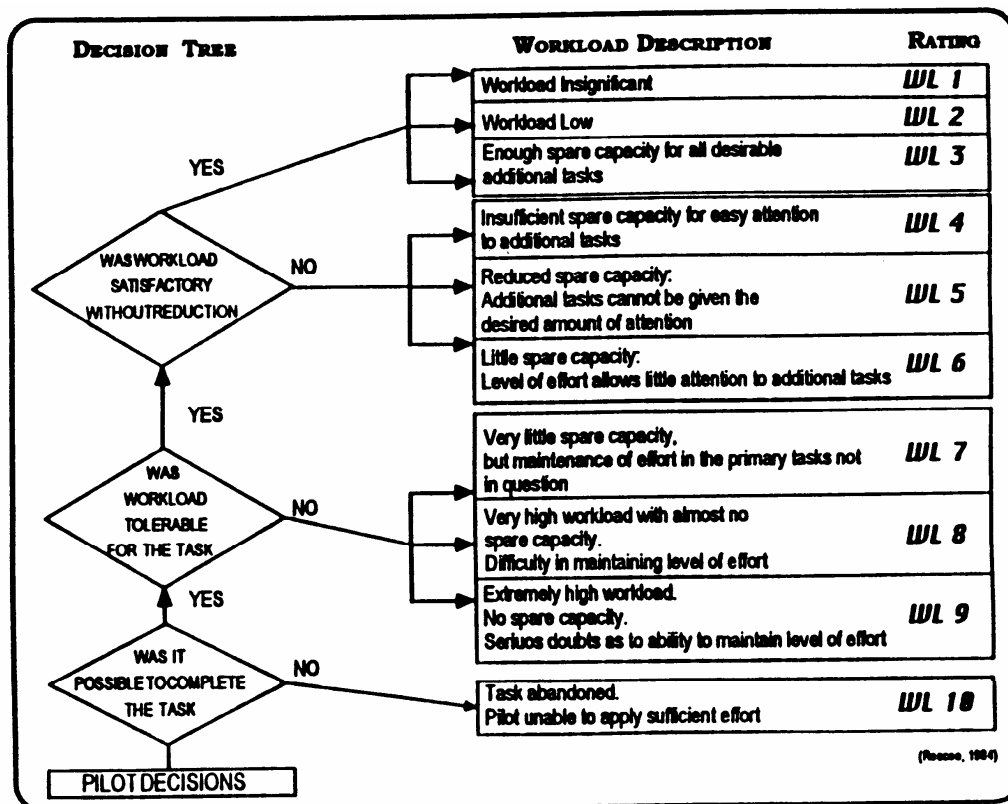 DECISION TREE
WORKLOAD DESCRIPTION
RATING
Workload Insignificant
WL 1
Workload Low
WL 2
YES
Enough spare capacity for all desirable
additional tasks
WL 3
WAS WORKLOAD
SATISFACTORY
WITHOUT REDUCTION
NO
Insufficient spare capacity for easy attention
to additional tasks
WL 4
Reduced spare capacity:
Additional tasks cannot be given the
desired amount of attention
WL 5
Little spare capacity:
Level of effort allows little attention to additional tasks
WL 6
YES
WAS
WORKLOAD
TOLERABLE
FOR THE TASK
NO
Very little spare capacity,
but maintenance of effort in the primary tasks not
in question
WL 7
Very high workload with almost no
spare capacity.
Difficulty in maintaining level of effort
WL 8
Extremely high workload.
No spare capacity.
Seriuos doubts as to ability to maintain level of effort
WL 9
YES
WAS IT
POSSIBLE TO COMPLETE
THE TASK
NO
Task abandoned.
Pilot unable to apply sufficient effort
WL 10
(Roscoe, 1984)
PILOT DECISIONS